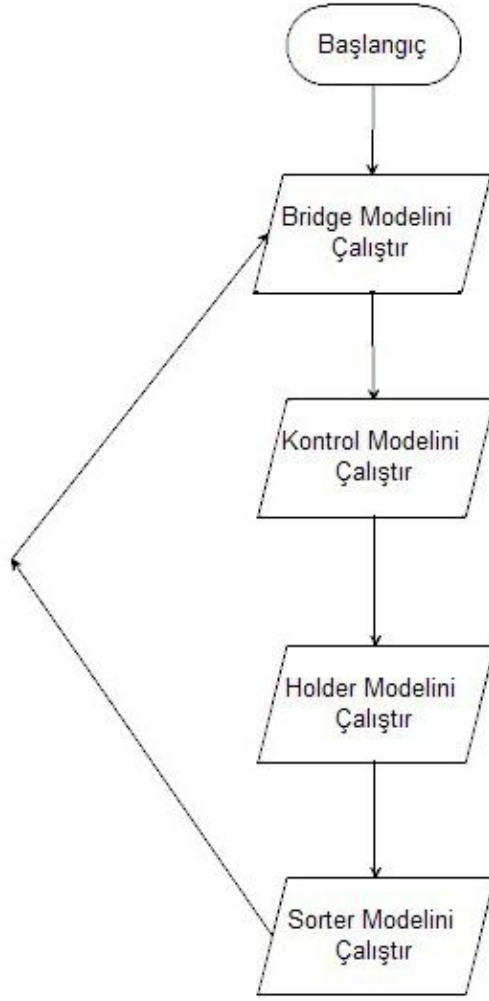 Başlangıç
Bridge Modelini
Çalıştır
Kontrol Modelini
Çalıştır
Holder Modelini
Çalıştır
Sorter Modelini
Çalıştır